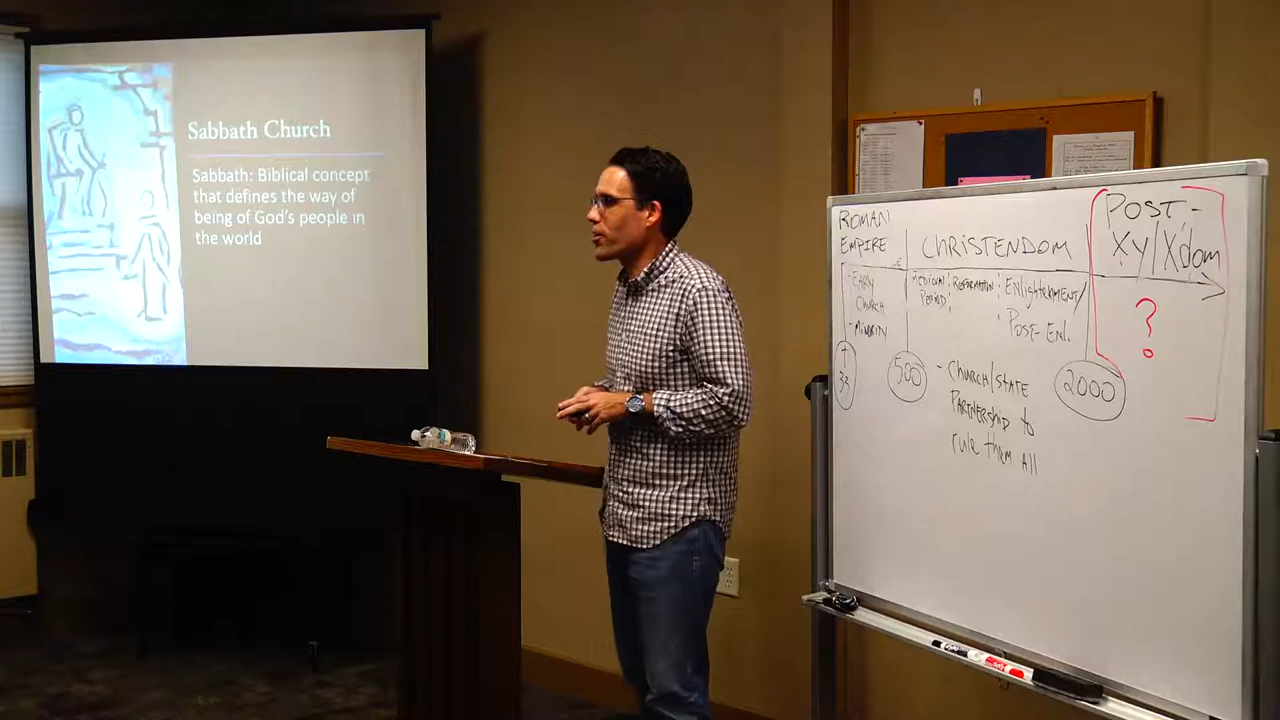 Sabbath Church
Sabbath: Biblical concept
that defines the way of
being of God's people in
the world
ROMAN
EMPIRE
CHRISTENDOM
POST-
Xy/Xdom
- EARLY
CHURCH
- MINORITY
MEDIEVAL
PERIOD
REFORMATION
ENLIGHTENMENT/
POST-ENL.
?
33
500
2000
- CHURCH/STATE
PARTNERSHIP to
rule them All